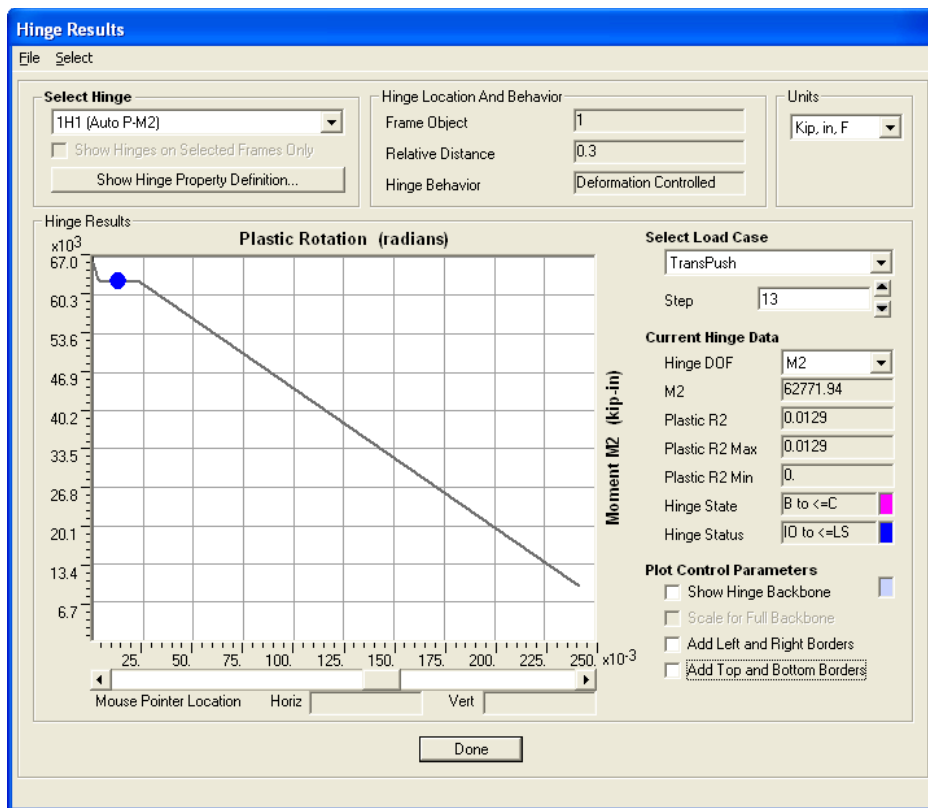 Hinge Results
File Select
Select Hinge
1H1 (Auto P-M2)
Show Hinges on Selected Frames Only
Show Hinge Property Definition...
Hinge Location And Behavior
Frame Object 1
Relative Distance 0.3
Hinge Behavior Deformation Controlled
Units
Kip, in, F
Hinge Results
Plastic Rotation (radians)
x10³
67.0
60.3
53.6
46.9
40.2
33.5
26.8
20.1
13.4
6.7
25. 50. 75. 100. 125. 150. 175. 200. 225. 250. x10⁻³
Moment M2 (kip-in)
Mouse Pointer Location Horiz Vert
Select Load Case
TransPush
Step 13
Current Hinge Data
Hinge DOF M2
M2 62771.94
Plastic R2 0.0129
Plastic R2 Max 0.0129
Plastic R2 Min 0.
Hinge State B to <=C
Hinge Status IO to <=LS
Plot Control Parameters
Show Hinge Backbone
Scale for Full Backbone
Add Left and Right Borders
Add Top and Bottom Borders
Done